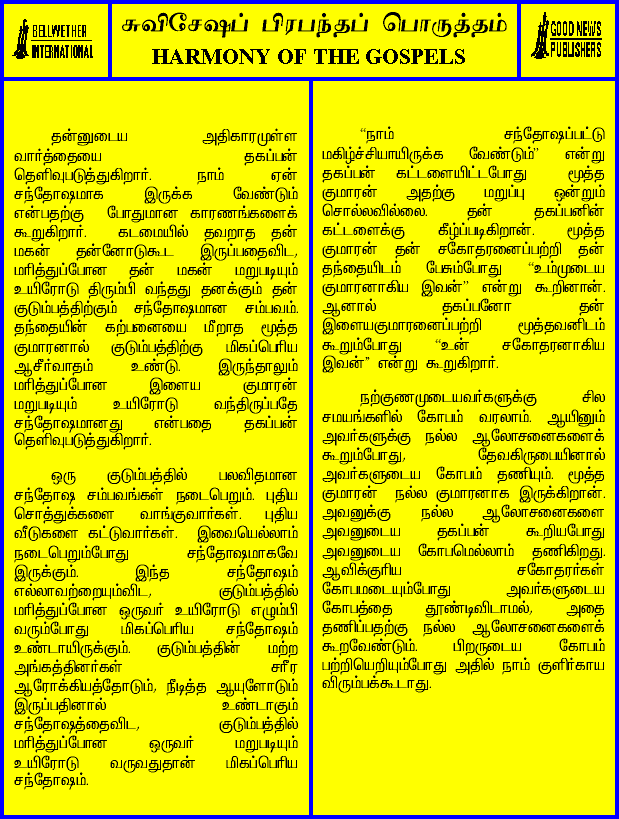 BELLWETHER
INTERNATIONAL
சுவிசேஷப் பிரபந்தப் பொருத்தம்
HARMONY OF THE GOSPELS
GOOD NEWS
PUBLISHERS
தன்னுடைய அதிகாரமுள்ள
வார்த்தையை தகப்பன்
தெளிவுபடுத்துகிறார். நாம் ஏன்
சந்தோஷமாக இருக்க வேண்டும்
என்பதற்கு போதுமான காரணங்களைக்
கூறுகிறார். கடமையில் தவறாத தன்
மகன் தன்னோடுகூட இருப்பதைவிட,
மரித்துப்போன தன் மகன் மறுபடியும்
உயிரோடு திரும்பி வந்தது தனக்கும் தன்
குடும்பத்திற்கும் சந்தோஷமான சம்பவம்.
தந்தையின் கற்பனையை மீறாத மூத்த
குமாரனால் குடும்பத்திற்கு மிகப்பெரிய
ஆசீர்வாதம் உண்டு. இருந்தாலும்
மரித்துப்போன இளைய குமாரன்
மறுபடியும் உயிரோடு வந்திருப்பதே
சந்தோஷமானது என்பதை தகப்பன்
தெளிவுபடுத்துகிறார்.
ஒரு குடும்பத்தில் பலவிதமான
சந்தோஷ சம்பவங்கள் நடைபெறும். புதிய
சொத்துக்களை வாங்குவார்கள். புதிய
வீடுகளை கட்டுவார்கள். இவையெல்லாம்
நடைபெறும்போது சந்தோஷமாகவே
இருக்கும். இந்த சந்தோஷம்
எல்லாவற்றையும்விட, குடும்பத்தில்
மரித்துப்போன ஒருவர் உயிரோடு எழும்பி
வரும்போது மிகப்பெரிய சந்தோஷம்
உண்டாயிருக்கும். குடும்பத்தின் மற்ற
அங்கத்தினர்கள் சரீர
ஆரோக்கியத்தோடும், நீடித்த ஆயுளோடும்
இருப்பதினால் உண்டாகும்
சந்தோஷத்தைவிட, குடும்பத்தில்
மரித்துப்போன ஒருவர் மறுபடியும்
உயிரோடு வருவதுதான் மிகப்பெரிய
சந்தோஷம்.
“நாம் சந்தோஷப்பட்டு
மகிழ்ச்சியாயிருக்க வேண்டும்” என்று
தகப்பன் கட்டளையிட்டபோது மூத்த
குமாரன் அதற்கு மறுப்பு ஒன்றும்
சொல்லவில்லை. தன் தகப்பனின்
கட்டளைக்கு கீழ்ப்படிகிறான். மூத்த
குமாரன் தன் சகோதரனைப்பற்றி தன்
தந்தையிடம் பேசும்போது “உம்முடைய
குமாரனாகிய இவன்” என்று கூறினான்.
ஆனால் தகப்பனோ தன்
இளையகுமாரனைப்பற்றி மூத்தவனிடம்
கூறும்போது “உன் சகோதரனாகிய
இவன்” என்று கூறுகிறார்.
நற்குணமுடையவர்களுக்கு சில
சமயங்களில் கோபம் வரலாம். ஆயினும்
அவர்களுக்கு நல்ல ஆலோசனைகளைக்
கூறும்போது, தேவகிருபையினால்
அவர்களுடைய கோபம் தணியும். மூத்த
குமாரன் நல்ல குமாரனாக இருக்கிறான்.
அவனுக்கு நல்ல ஆலோசனைகளை
அவனுடைய தகப்பன் கூறியபோது
அவனுடைய கோபமெல்லாம் தணிகிறது.
ஆவிக்குரிய சகோதரர்கள்
கோபமடையும்போது அவர்களுடைய
கோபத்தை தூண்டிவிடாமல், அதை
தணிப்பதற்கு நல்ல ஆலோசனைகளைக்
கூறவேண்டும். பிறருடைய கோபம்
பற்றியெறியும்போது அதில் நாம் குளிர்காய
விரும்பக்கூடாது.